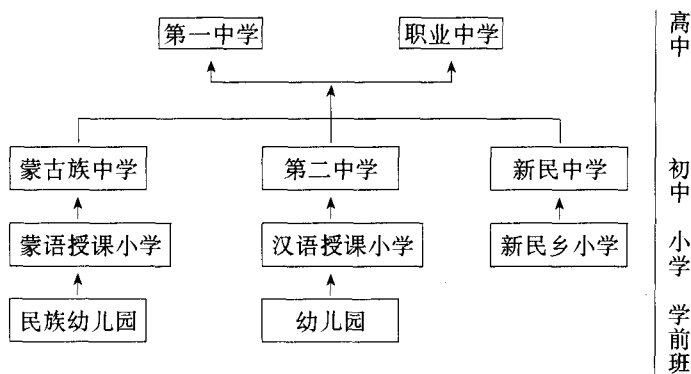 第一中学
职业中学
高中
蒙古族中学
第二中学
新民中学
初中
蒙语授课小学
汉语授课小学
新民乡小学
小学
民族幼儿园
幼儿园
学前班